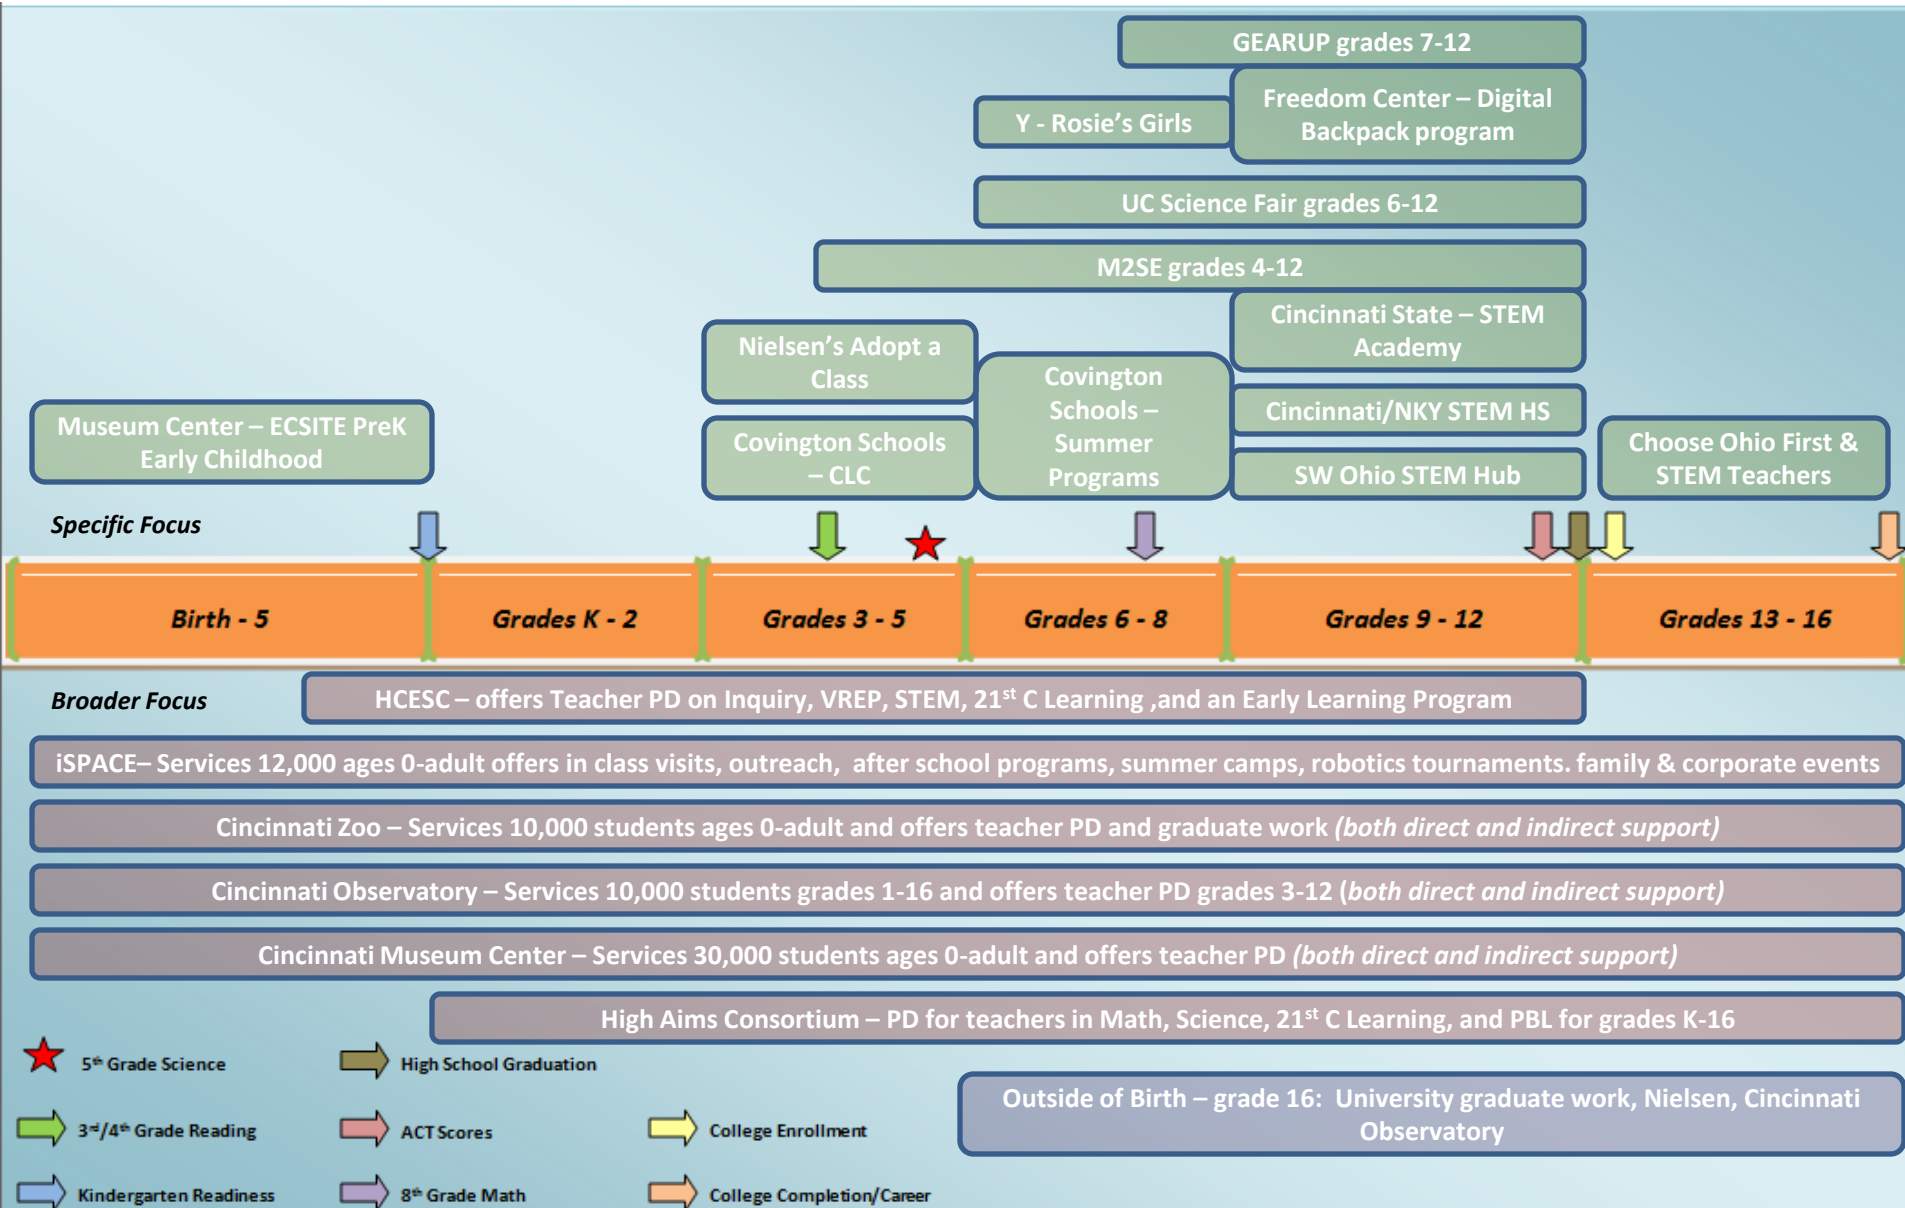 GEARUP grades 7-12
Freedom Center – Digital
Backpack program
Y - Rosie's Girls
UC Science Fair grades 6-12
M2SE grades 4-12
Cincinnati State – STEM
Academy
Nielsen's Adopt a
Class
Covington
Schools –
Summer
Programs
Cincinnati/NKY STEM HS
Museum Center – ECSITE PreK
Early Childhood
Covington Schools
– CLC
SW Ohio STEM Hub
Choose Ohio First &
STEM Teachers
Specific Focus
Birth - 5
Grades K - 2
Grades 3 - 5
Grades 6 - 8
Grades 9 - 12
Grades 13 - 16
Broader Focus
HCESC – offers Teacher PD on Inquiry, VREP, STEM, 21st C Learning ,and an Early Learning Program
iSPACE– Services 12,000 ages 0-adult offers in class visits, outreach, after school programs, summer camps, robotics tournaments. family & corporate events
Cincinnati Zoo – Services 10,000 students ages 0-adult and offers teacher PD and graduate work (both direct and indirect support)
Cincinnati Observatory – Services 10,000 students grades 1-16 and offers teacher PD grades 3-12 (both direct and indirect support)
Cincinnati Museum Center – Services 30,000 students ages 0-adult and offers teacher PD (both direct and indirect support)
High Aims Consortium – PD for teachers in Math, Science, 21st C Learning, and PBL for grades K-16
5th Grade Science
High School Graduation
Outside of Birth – grade 16: University graduate work, Nielsen, Cincinnati
Observatory
3rd/4th Grade Reading
ACT Scores
College Enrollment
Kindergarten Readiness
8th Grade Math
College Completion/Career